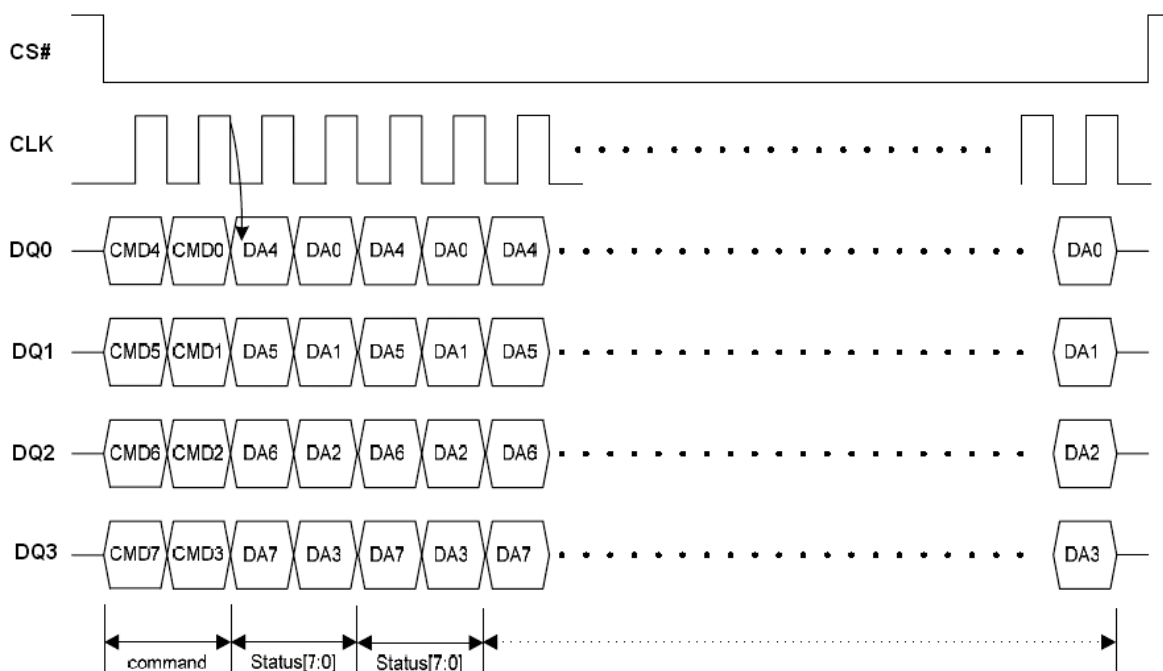 CS#
CLK
DQ0 CMD4 CMD0 DA4 DA0 DA4 DA0 DA4 DA0
DQ1 CMD5 CMD1 DA5 DA1 DA5 DA1 DA5 DA1
DQ2 CMD6 CMD2 DA6 DA2 DA6 DA2 DA6 DA2
DQ3 CMD7 CMD3 DA7 DA3 DA7 DA3 DA7 DA3
command Status[7:0] Status[7:0]